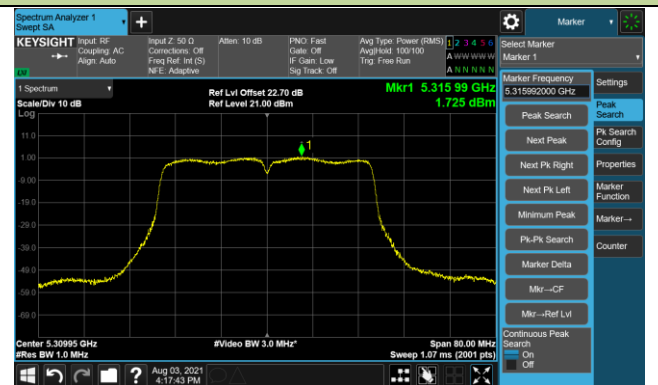 Spectrum Analyzer 1
Swept SA
Marker
KEYSIGHT
Input: RF
Coupling: AC
Align: Auto
Input Z: 50 Ω
Corrections: Off
Freq Ref: Int (S)
NFE: Adaptive
Atten: 10 dB
PNO: Fast
Gate: Off
IF Gain: Low
Sig Track: Off
Avg Type: Power (RMS)
Avg|Hold: 100/100
Trig: Free Run
1 2 3 4 5 6
A W W W W W
A N N N N N
Select Marker
Marker 1
1 Spectrum
Scale/Div 10 dB
Log
Ref Lvl Offset 22.70 dB
Ref Level 21.00 dBm
Mkr1 5.315 99 GHz
1.725 dBm
11.0
1.00
-9.00
-19.0
-29.0
-39.0
-49.0
-59.0
-69.0
1
Center 5.30995 GHz
#Res BW 1.0 MHz
#Video BW 3.0 MHz*
Span 80.00 MHz
Sweep 1.07 ms (2001 pts)
Marker Frequency
5.315992000 GHz
Peak Search
Next Peak
Next Pk Right
Next Pk Left
Minimum Peak
Pk-Pk Search
Marker Delta
Mkr→CF
Mkr→Ref Lvl
Continuous Peak
Search
On
Off
Settings
Peak
Search
Pk Search
Config
Properties
Marker
Function
Marker→
Counter
?
Aug 03, 2021
4:17:43 PM